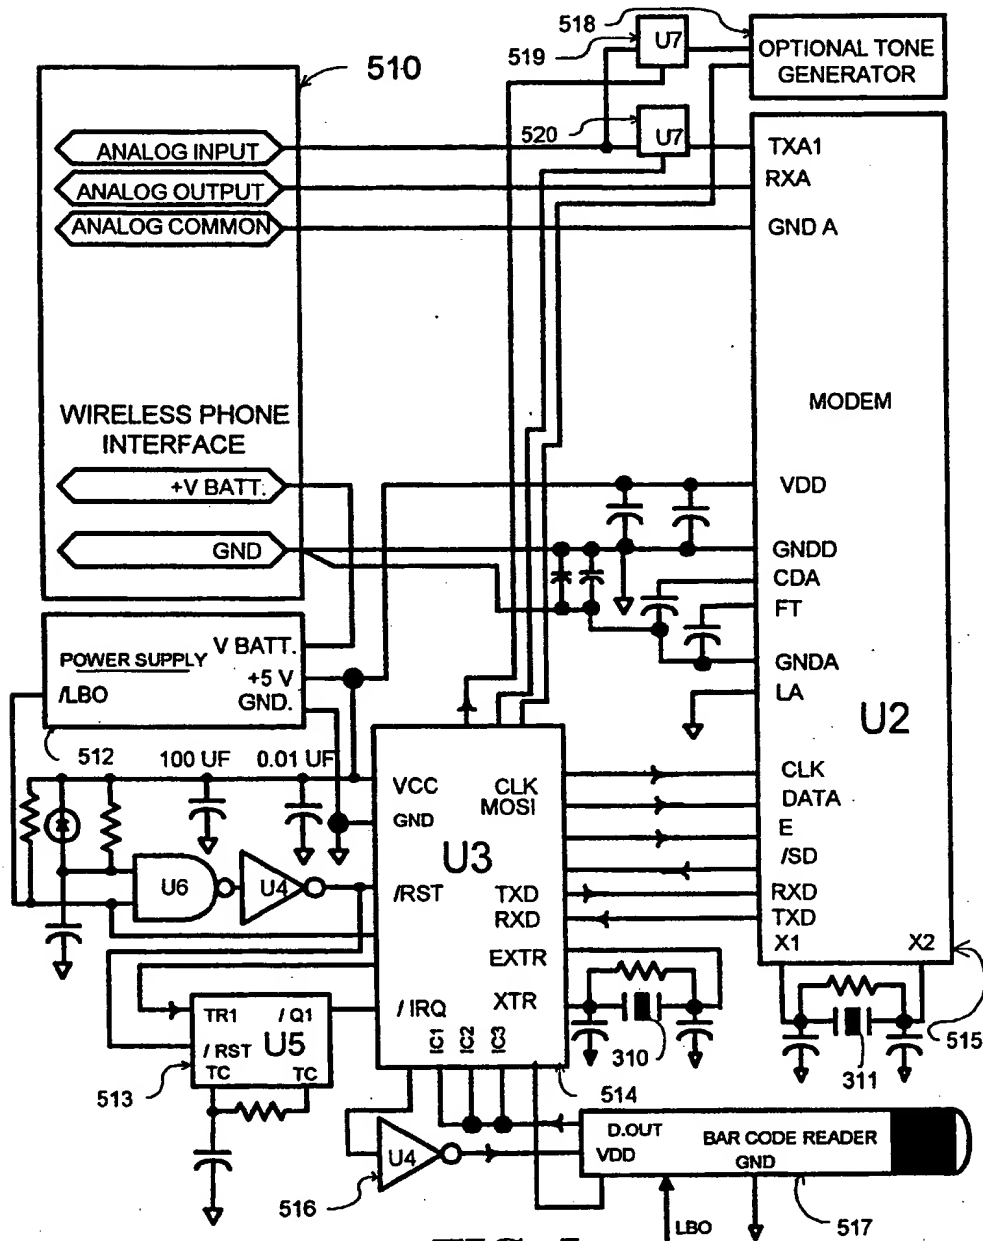 518
U7
519
OPTIONAL TONE
GENERATOR
510
520
U7
ANALOG INPUT
ANALOG OUTPUT
ANALOG COMMON
TXA1
RXA
GND A
MODEM
WIRELESS PHONE
INTERFACE
+V BATT.
GND
VDD
GNDD
CDA
FT
GNDA
LA
U2
V BATT.
POWER SUPPLY
+5 V
/LBO
GND.
512
100 UF
0.01 UF
VCC
GND
CLK
MOSI
U3
/RST
TXD
RXD
EXTR
XTR
/ IRQ
IC1
IC2
IC3
CLK
DATA
E
/SD
RXD
TXD
X1
X2
U6
U4
TR1
/ Q1
U5
/ RST
TC
TC
513
310
311
515
514
U4
516
D.OUT
VDD
BAR CODE READER
GND
517
LBO